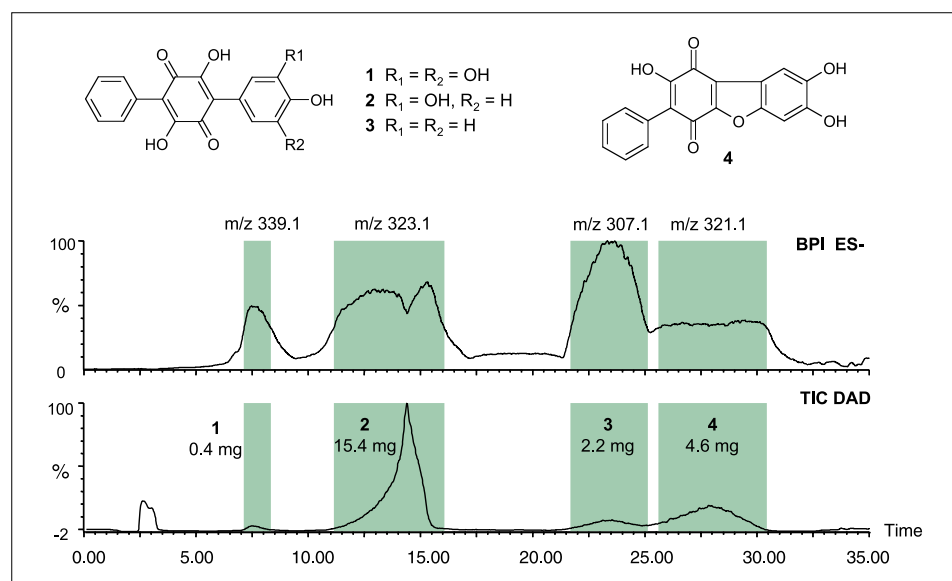 O
OH
R1
OH
R2
HO
O
1 R₁ = R₂ = OH
2 R₁ = OH, R₂ = H
3 R₁ = R₂ = H
O
HO
OH
OH
O
O
4
m/z 339.1
m/z 323.1
m/z 307.1
m/z 321.1
BPI ES-
100
%
0
TIC DAD
100
%
-2
1
0.4 mg
2
15.4 mg
3
2.2 mg
4
4.6 mg
Time
0.00 5.00 10.00 15.00 20.00 25.00 30.00 35.00